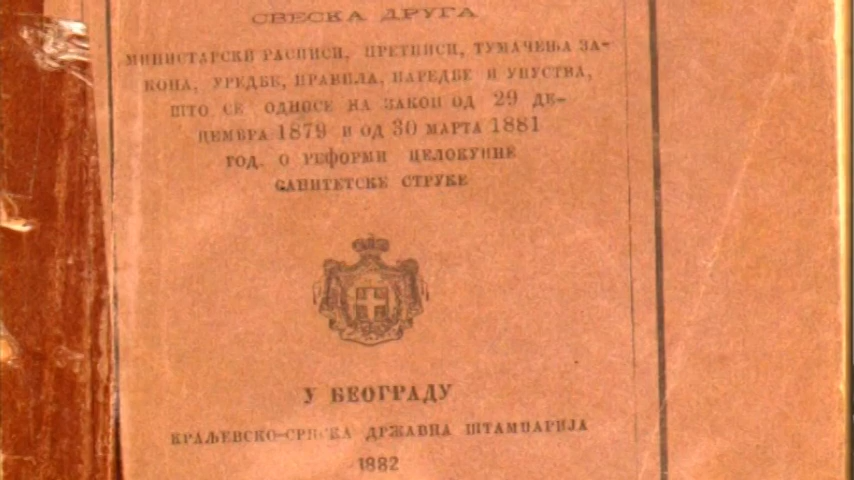 СВЕСКА ДРУГА
МИНИСТАРСКИ РАСПИСИ, ПРЕПИСИ, ТУМАЧЕЊА ЗА-
КОНА, УРЕДБЕ, ПРАВИЛА, НАРЕДБЕ И УПУСТВА,
ШТО СЕ ОДНОСЕ НА ЗАКОН ОД 29 ДЕ-
ЦЕМБРА 1879 И ОД 30 МАРТА 1881
ГОД. О РЕФОРМИ ЦЕЛОКУПНЕ
САНИТЕТСКЕ СТРУКЕ
У БЕОГРАДУ
КРАЉЕВСКО-СРПСКА ДРЖАВНА ШТАМПАРИЈА
1882